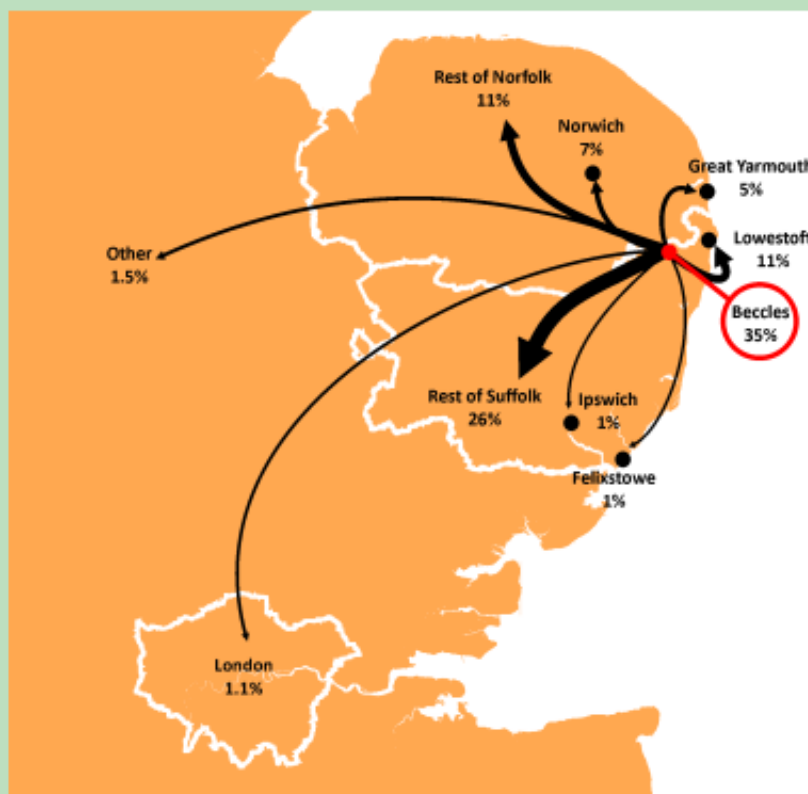 Rest of Norfolk
11%
Norwich
7%
Great Yarmouth
5%
Other
1.5%
Lowestoft
11%
Beccles
35%
Rest of Suffolk
26%
Ipswich
1%
Felixstowe
1%
London
1.1%